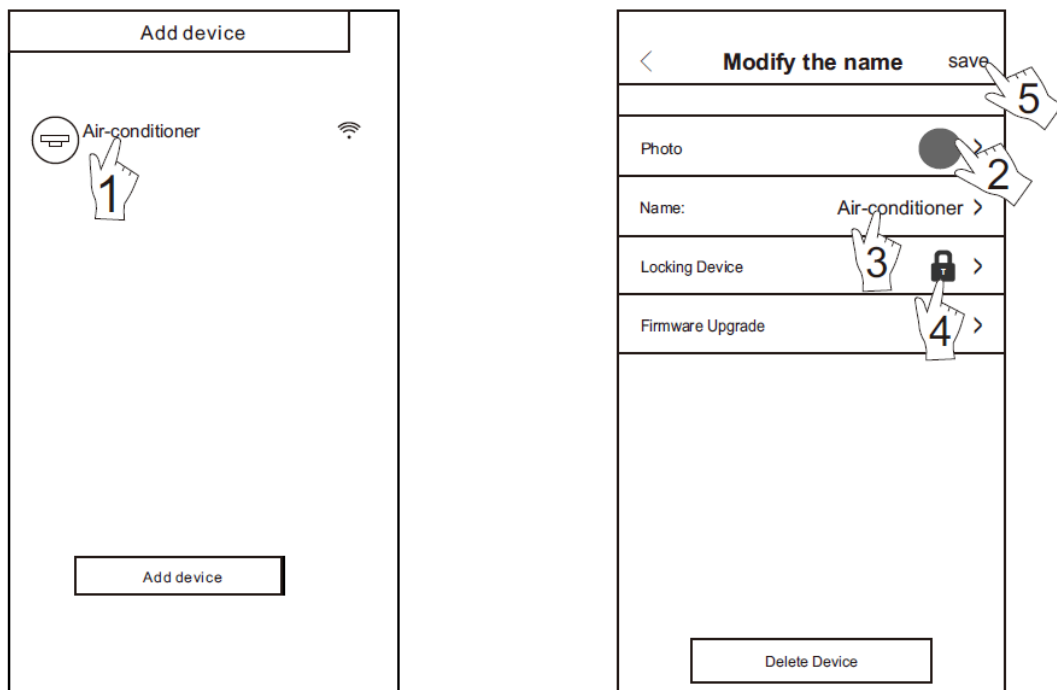 Add device
Air-conditioner
1
Add device
Modify the name save
5
Photo
2
Name: Air-conditioner
3
Locking Device
T
4
Firmware Upgrade
Delete Device